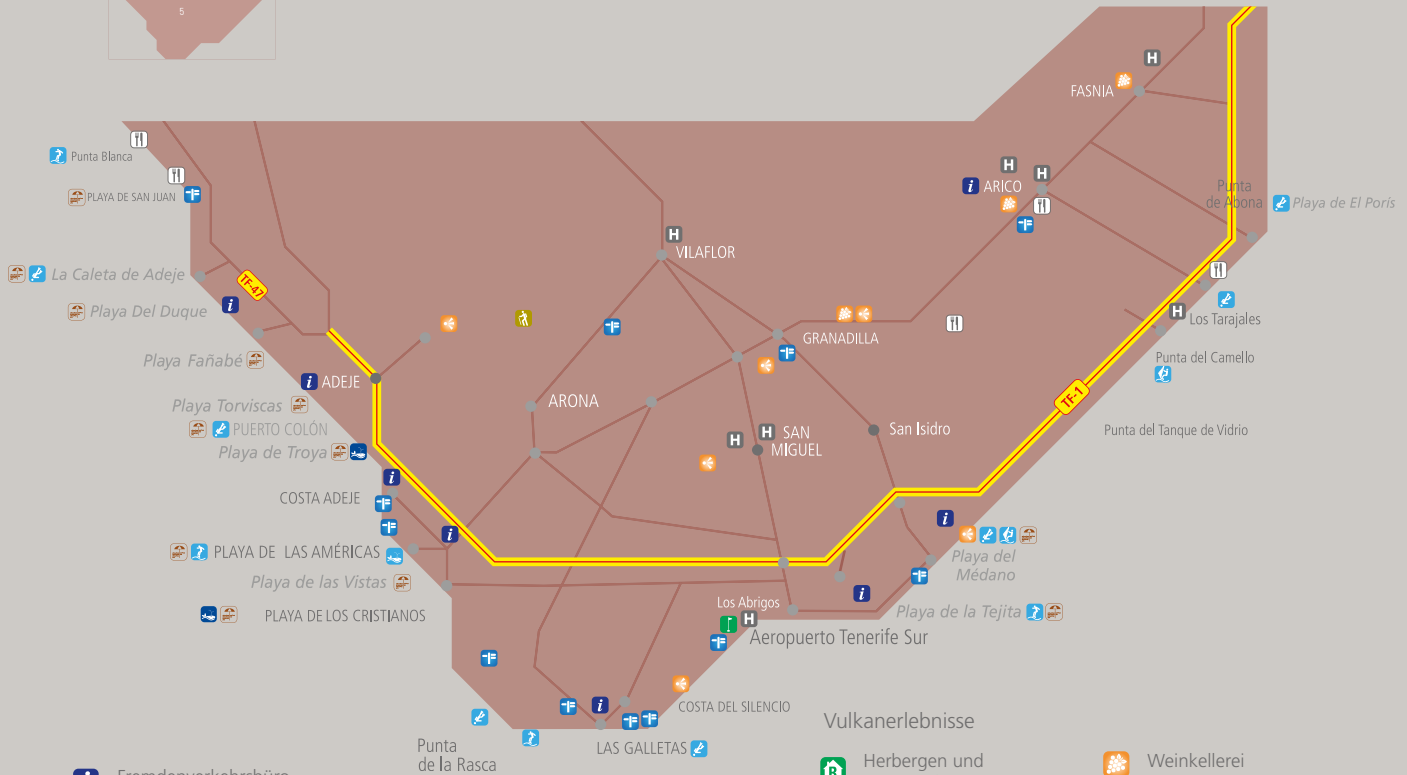 5
FASNIA
H
Punta Blanca
H
H
i ARICO
PLAYA DE SAN JUAN
Punta
de Abona
Playa de El Porís
H
VILAFLOR
La Caleta de Adeje
TF-47
i
Playa Del Duque
H
Los Tarajales
GRANADILLA
Playa Fañabé
Punta del Camello
i ADEJE
TF-1
Playa Torviscas
ARONA
PUERTO COLÓN
H
H SAN
MIGUEL
San Isidro
Punta del Tanque de Vidrio
Playa de Troya
i
COSTA ADEJE
i
i
PLAYA DE LAS AMÉRICAS
Playa del
Médano
Playa de las Vistas
i
Los Abrigos
Playa de la Tejita
PLAYA DE LOS CRISTIANOS
H
Aeropuerto Tenerife Sur
i
COSTA DEL SILENCIO
Vulkanerlebnisse
Punta
de la Rasca
LAS GALLETAS
Herbergen und
Weinkellerei
i Fremdenverkehrsbüro